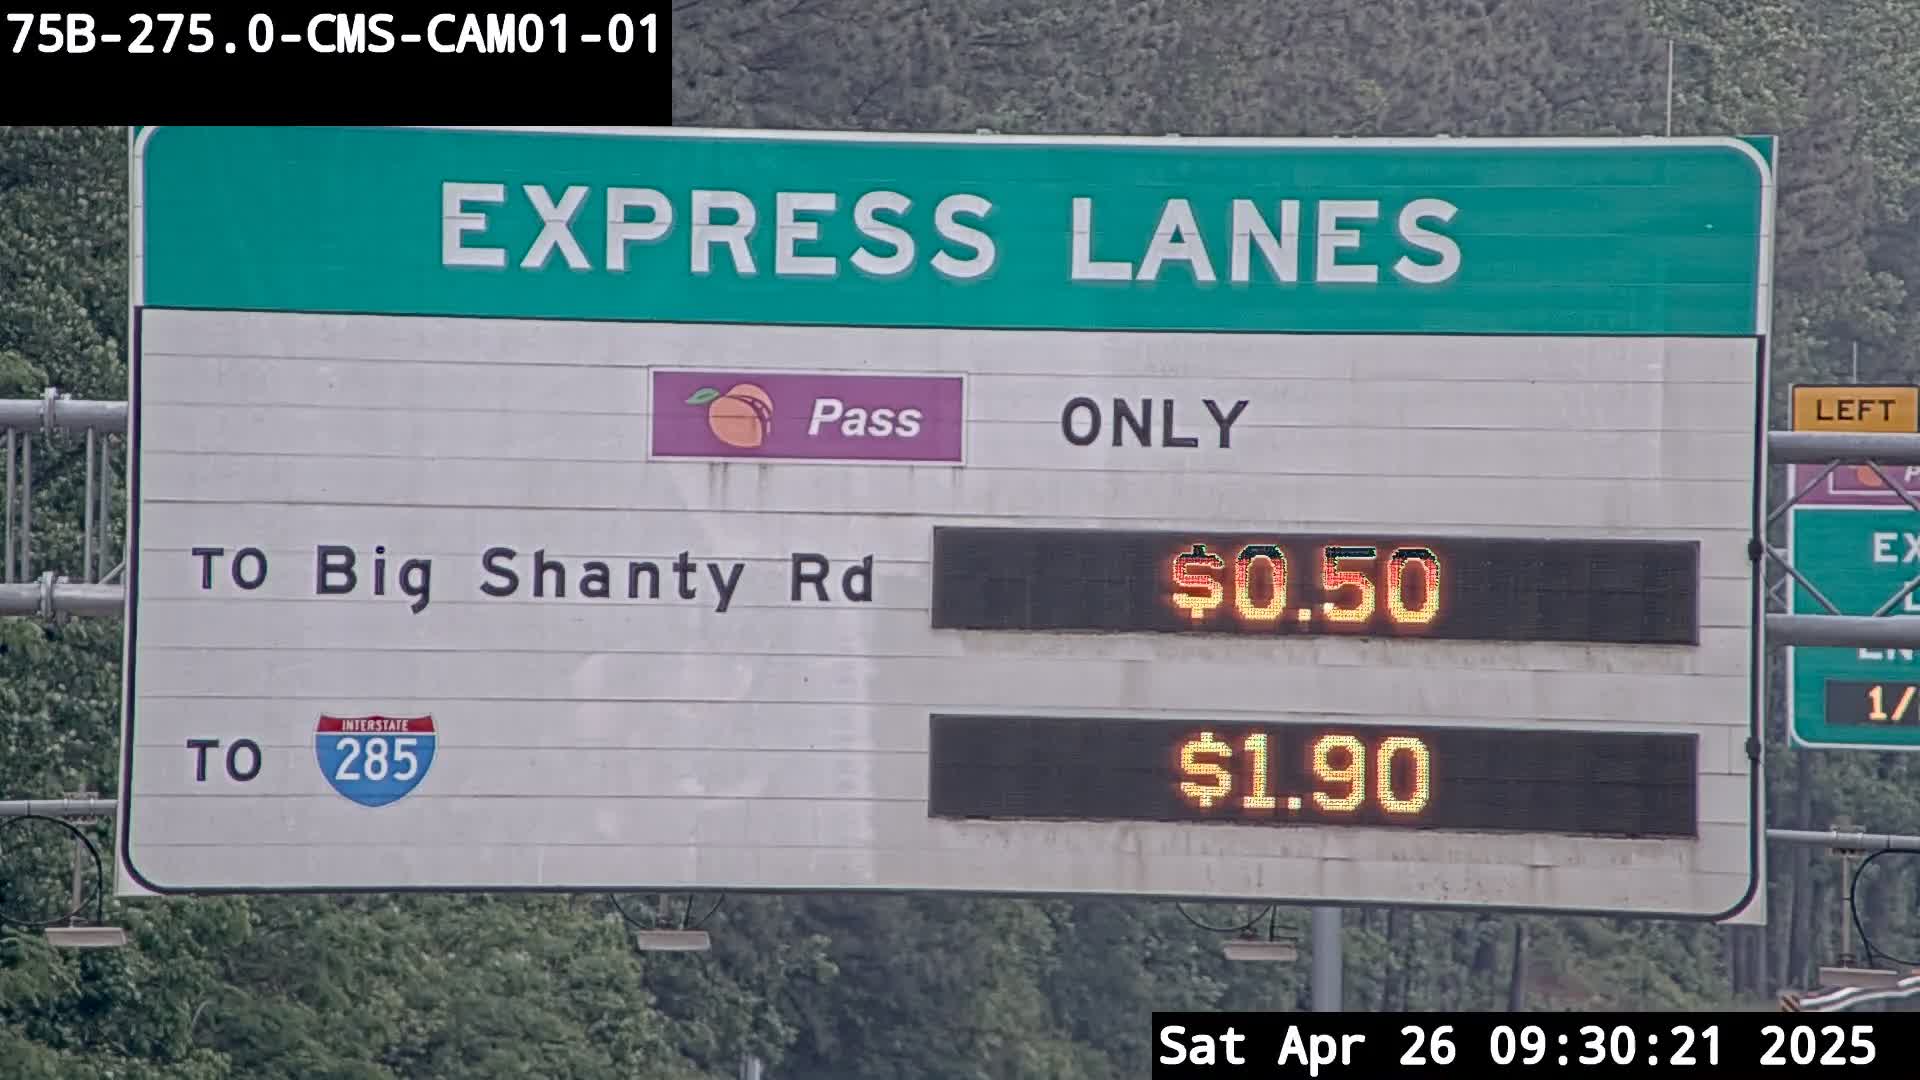 75B-275.0-CMS-CAM01-01
EXPRESS LANES
Pass ONLY
TO Big Shanty Rd $0.50
TO INTERSTATE 285 $1.90
LEFT
1/
Sat Apr 26 09:30:21 2025